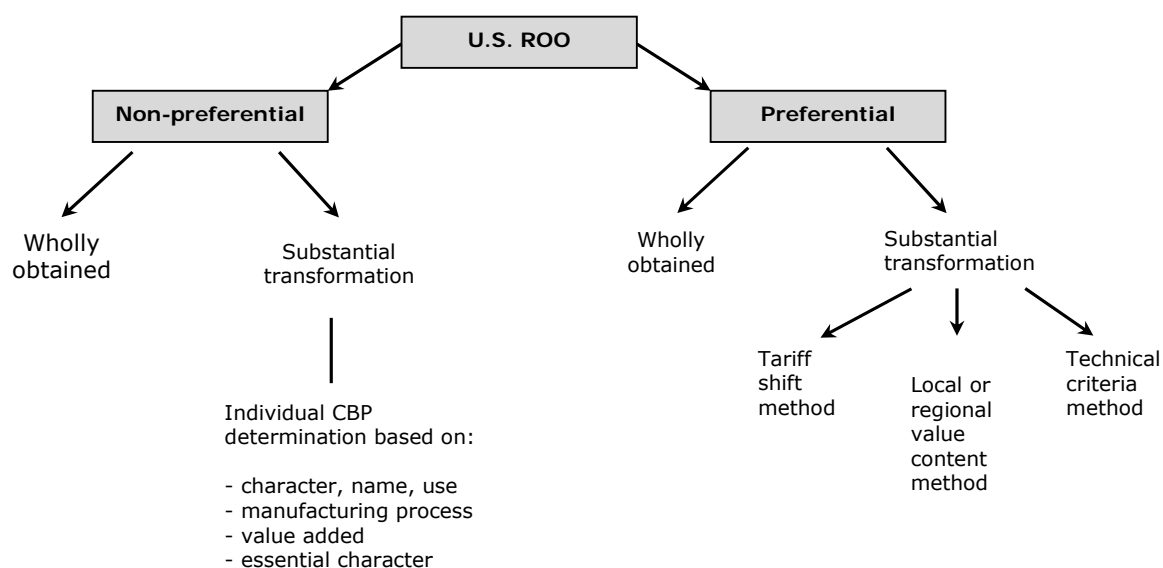 U.S. ROO
Non-preferential
Preferential
Wholly
obtained
Substantial
transformation
Wholly
obtained
Substantial
transformation
Individual CBP
determination based on:
- character, name, use
- manufacturing process
- value added
- essential character
Tariff
shift
method
Local or
regional
value
content
method
Technical
criteria
method